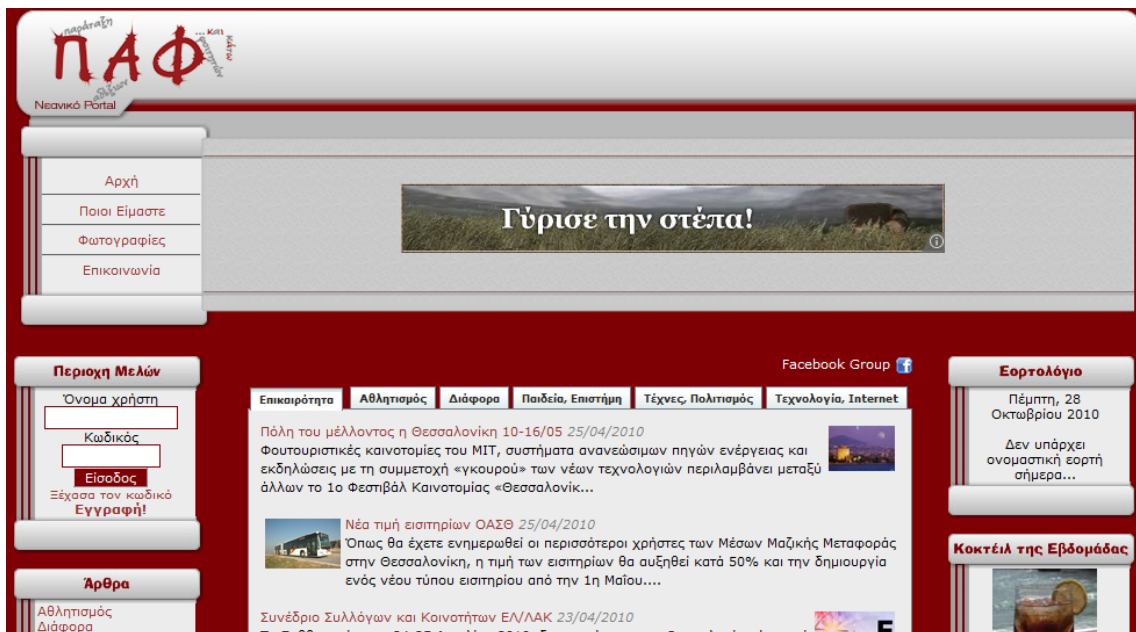 παράταξη
ΠΑΦ
... και κάτω
φοιτητών
αθίξων
Νεανικό Portal
Αρχή
Ποιοι Είμαστε
Φωτογραφίες
Επικοινωνία
Γύρισε την στέπα!
Facebook Group
Περιοχη Μελών
Όνομα χρήστη
Κωδικός
Είσοδος
Ξέχασα τον κωδικό
Εγγραφή!
Άρθρα
Αθλητισμός
Διάφορα
Επικαιρότητα Αθλητισμός Διάφορα Παιδεία, Επιστήμη Τέχνες, Πολιτισμός Τεχνολογία, Internet
Πόλη του μέλλοντος η Θεσσαλονίκη 10-16/05 25/04/2010
Φουτουριστικές καινοτομίες του MIT, συστήματα ανανεώσιμων πηγών ενέργειας και
εκδηλώσεις με τη συμμετοχή «γκουρού» των νέων τεχνολογιών περιλαμβάνει μεταξύ
άλλων το 1ο Φεστιβάλ Καινοτομίας «Θεσσαλονίκ...
Νέα τιμή εισιτηρίων ΟΑΣΘ 25/04/2010
Όπως θα έχετε ενημερωθεί οι περισσότεροι χρήστες των Μέσων Μαζικής Μεταφοράς
στην Θεσσαλονίκη, η τιμή των εισιτηρίων θα αυξηθεί κατά 50% και την δημιουργία
ενός νέου τύπου εισιτηρίου από την 1η Μαΐου....
Συνέδριο Συλλόγων και Κοινοτήτων ΕΛ/ΛΑΚ 23/04/2010
Εορτολόγιο
Πέμπτη, 28
Οκτωβρίου 2010
Δεν υπάρχει
ονομαστική εορτή
σήμερα...
Κοκτέιλ της Εβδομάδας